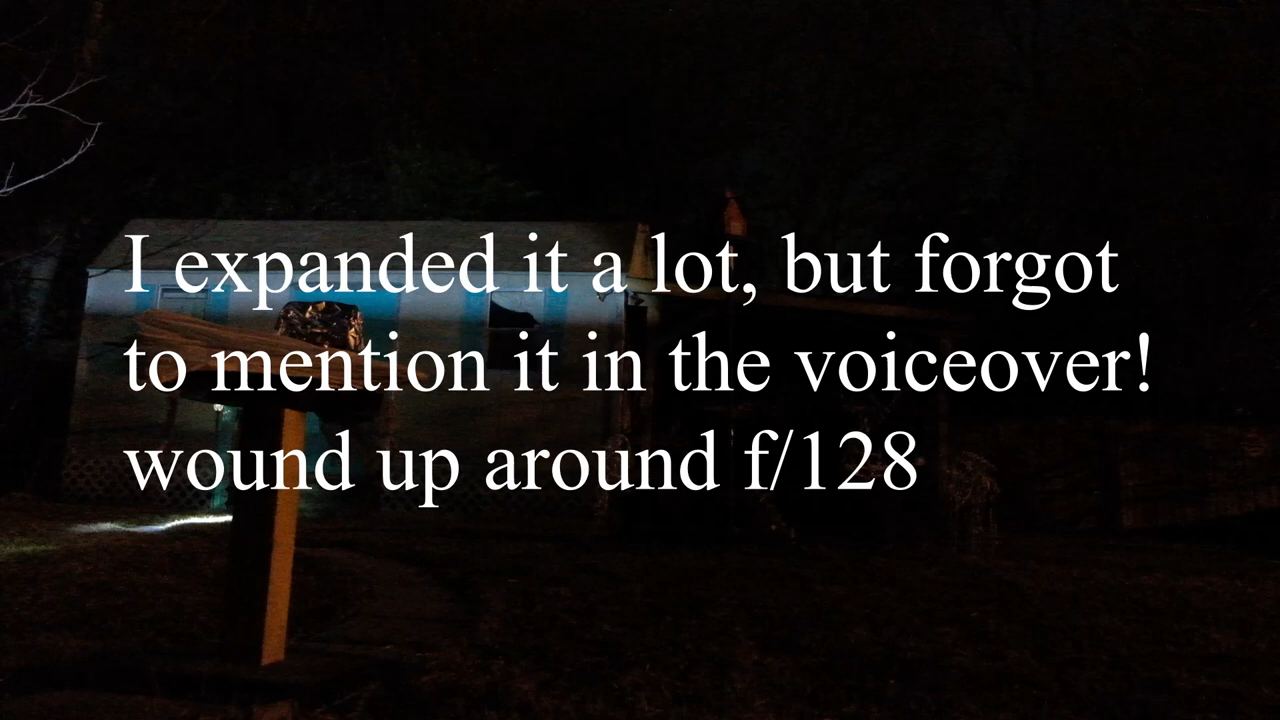 I expanded it a lot, but forgot
to mention it in the voiceover!
wound up around f/128